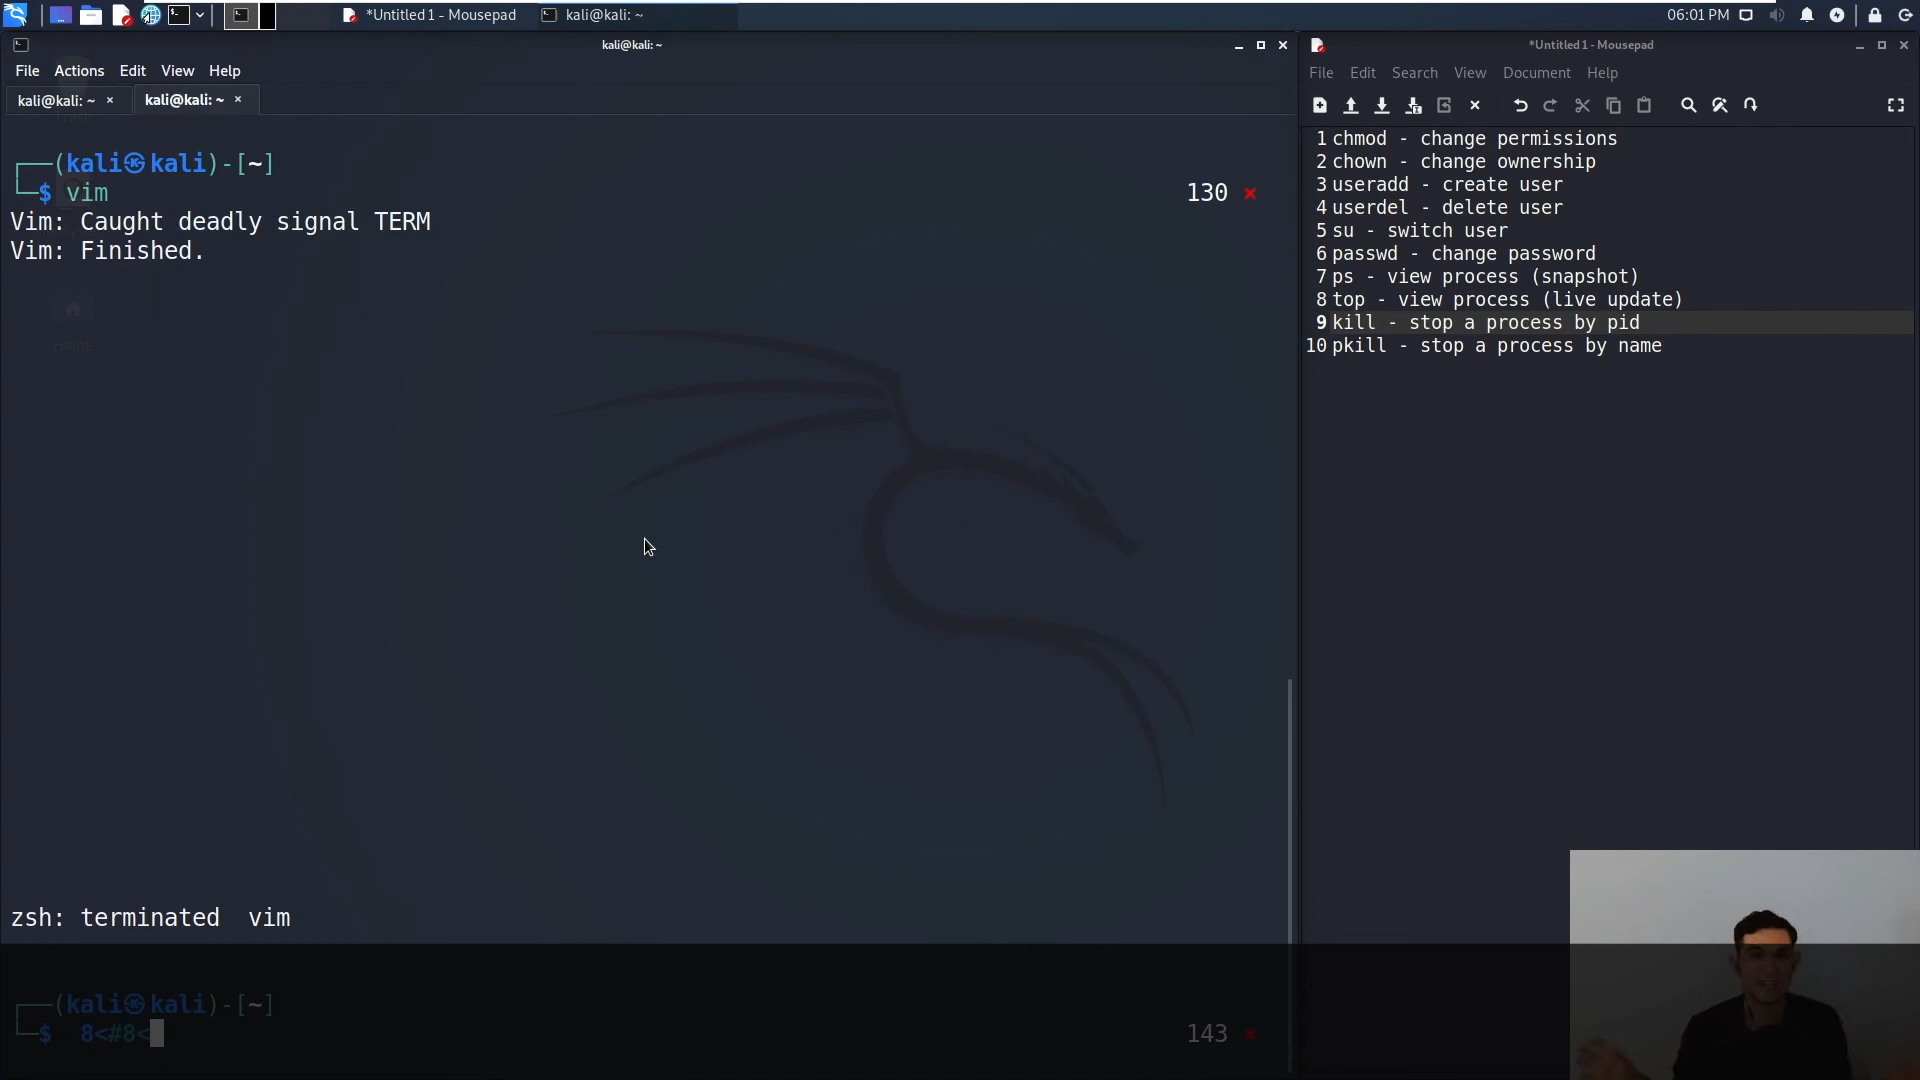 *Untitled 1 - Mousepad
kali@kali: ~
06:01 PM
kali@kali: ~
File Actions Edit View Help
kali@kali: ~ ×
kali@kali: ~ ×
┌──(kali㉿kali)-[~]
└─$ vim
130 ×
Vim: Caught deadly signal TERM
Vim: Finished.
Home
zsh: terminated  vim
┌──(kali㉿kali)-[~]
└─$  8<#8<
143 ×
*Untitled 1 - Mousepad
File Edit Search View Document Help
1 chmod - change permissions
2 chown - change ownership
3 useradd - create user
4 userdel - delete user
5 su - switch user
6 passwd - change password
7 ps - view process (snapshot)
8 top - view process (live update)
9 kill - stop a process by pid
10 pkill - stop a process by name